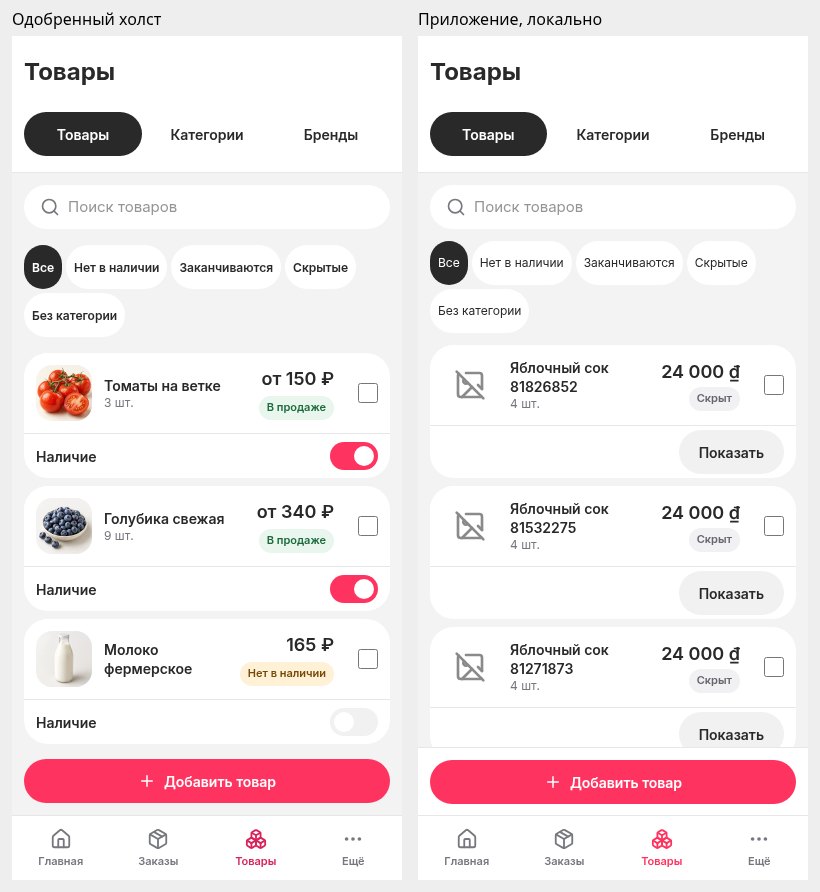 Одобренный холст
Товары
Товары Категории Бренды
Поиск товаров
Все Нет в наличии Заканчиваются Скрытые
Без категории
Томаты на ветке
3 шт.
от 150 ₽
В продаже
Наличие
Голубика свежая
9 шт.
от 340 ₽
В продаже
Наличие
Молоко
фермерское
165 ₽
Нет в наличии
Наличие
+ Добавить товар
Главная Заказы Товары Ещё
Приложение, локально
Товары
Товары Категории Бренды
Поиск товаров
Все Нет в наличии Заканчиваются Скрытые
Без категории
Яблочный сок
81826852
4 шт.
24 000 ₫
Скрыт
Показать
Яблочный сок
81532275
4 шт.
24 000 ₫
Скрыт
Показать
Яблочный сок
81271873
4 шт.
24 000 ₫
Скрыт
Показать
+ Добавить товар
Главная Заказы Товары Ещё